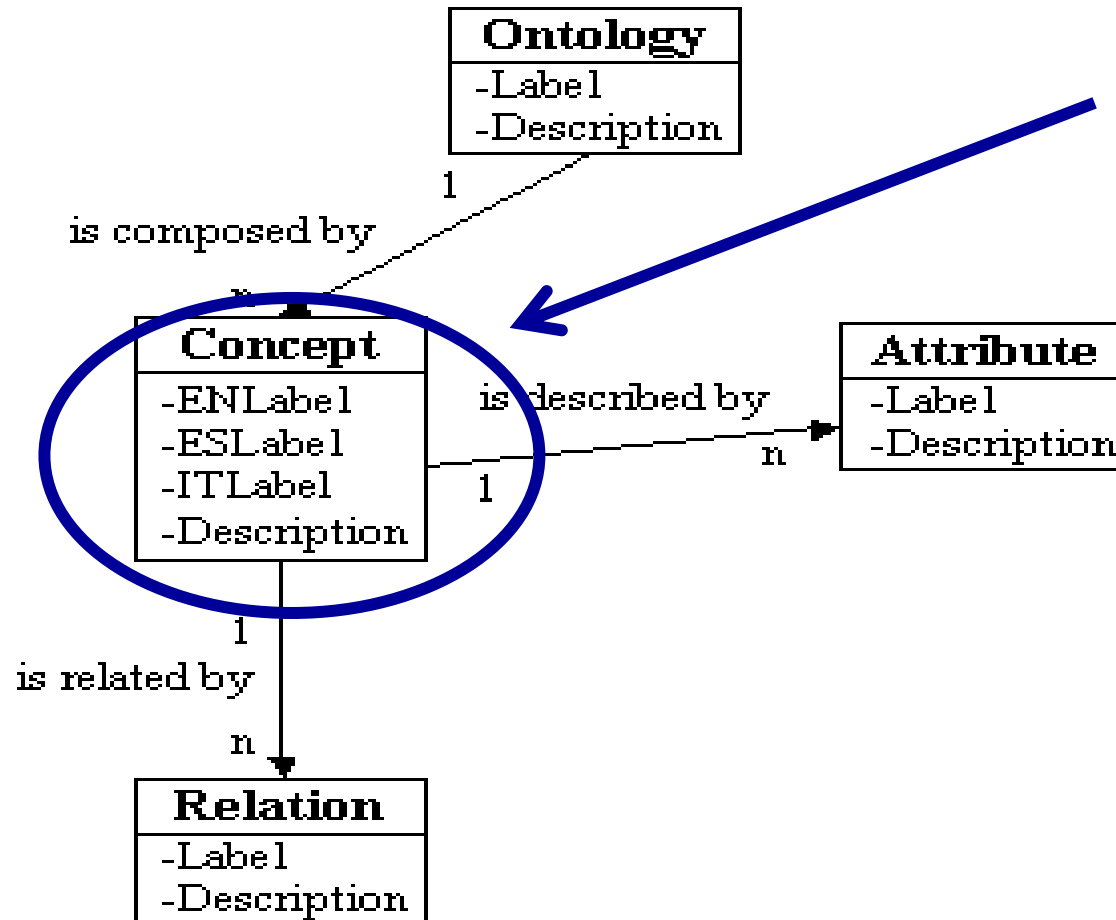 Ontology
-Label
-Description
1
is composed by
n
Concept
-ENLabel
-ESLabel
-ITLabel
-Description
is described by
1
n
Attribute
-Label
-Description
1
is related by
n
Relation
-Label
-Description